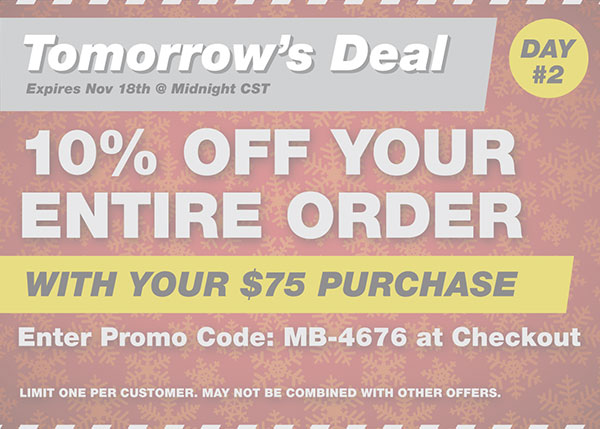 Tomorrow's Deal
DAY
#2
Expires Nov 18th @ Midnight CST
10% OFF YOUR
ENTIRE ORDER
WITH YOUR $75 PURCHASE
Enter Promo Code: MB-4676 at Checkout
LIMIT ONE PER CUSTOMER. MAY NOT BE COMBINED WITH OTHER OFFERS.